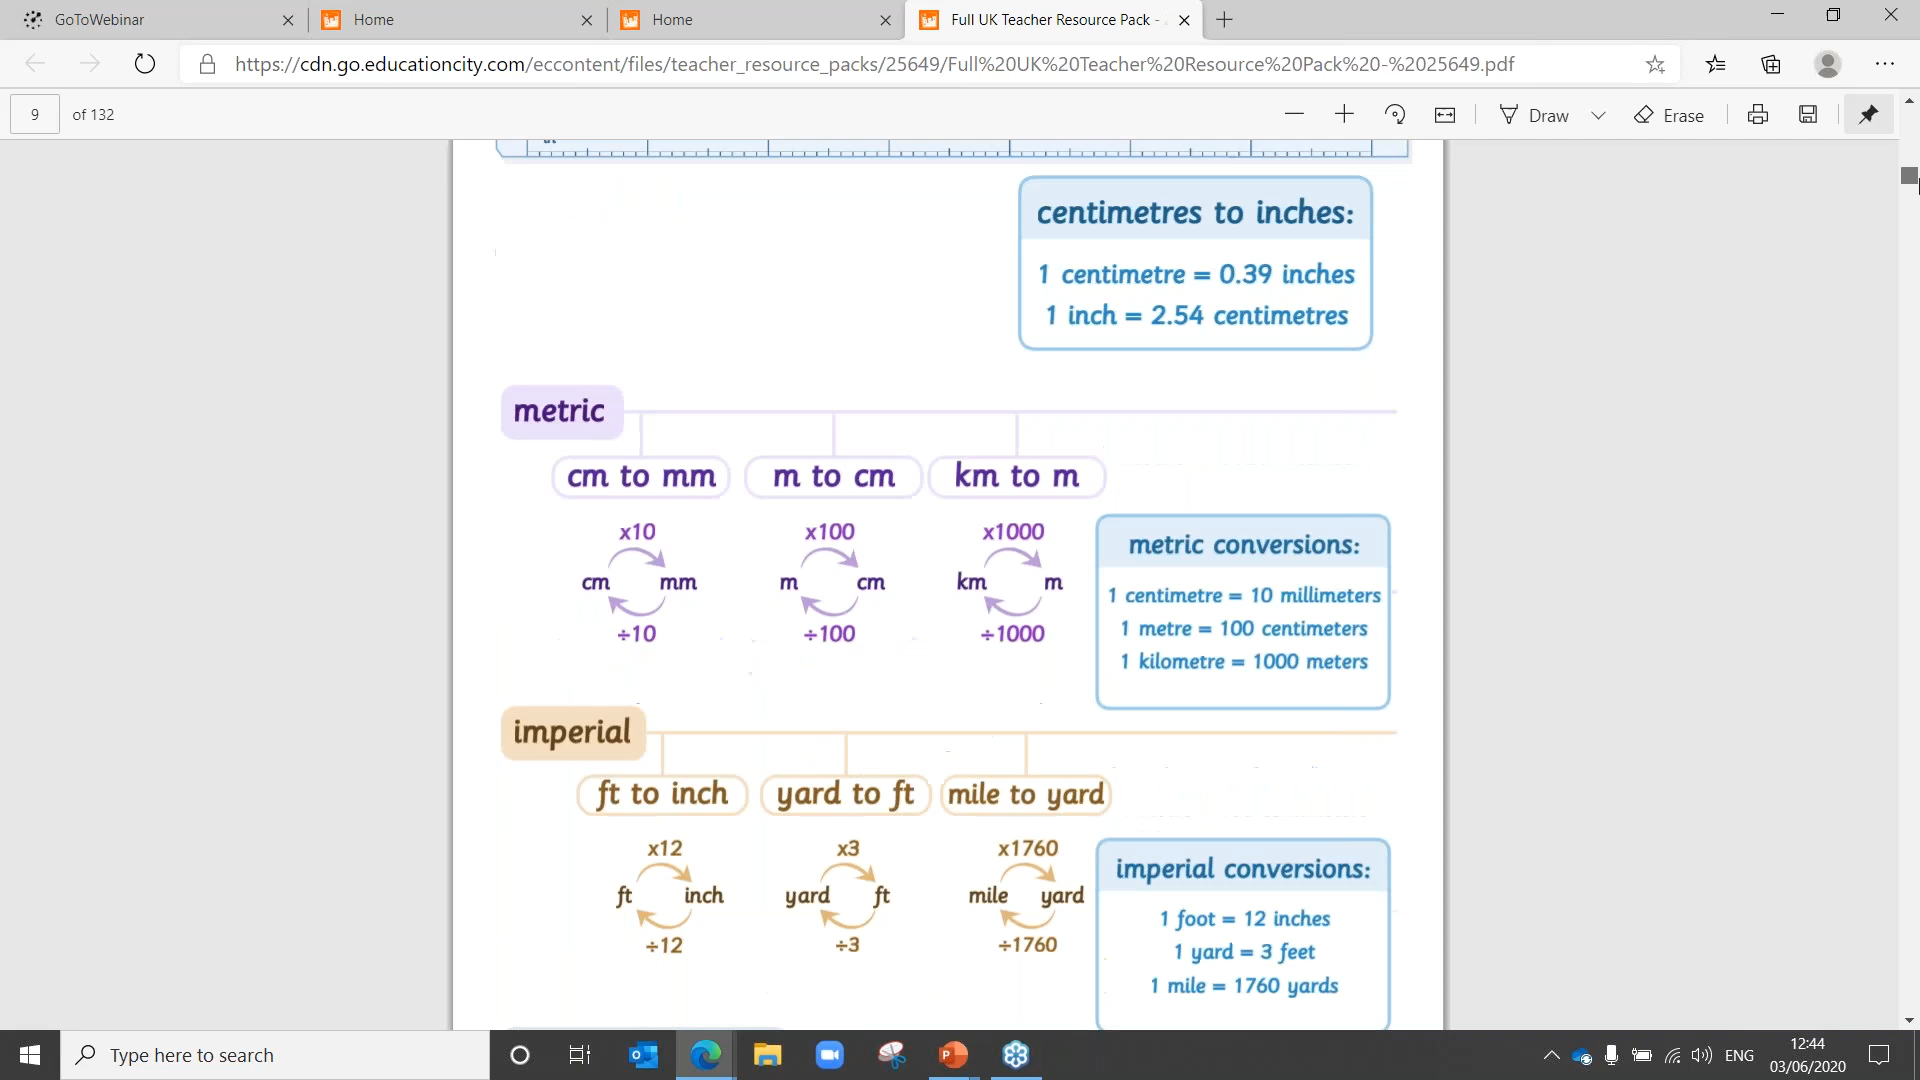 GoToWebinar
Home
Home
Full UK Teacher Resource Pack -
https://cdn.go.educationcity.com/eccontent/files/teacher_resource_packs/25649/Full%20UK%20Teacher%20Resource%20Pack%20-%2025649.pdf
9 of 132
Draw
Erase
centimetres to inches:
1 centimetre = 0.39 inches
1 inch = 2.54 centimetres
metric
cm to mm
m to cm
km to m
x10
x100
x1000
cm mm
m cm
km m
÷10
÷100
÷1000
metric conversions:
1 centimetre = 10 millimeters
1 metre = 100 centimeters
1 kilometre = 1000 meters
imperial
ft to inch
yard to ft
mile to yard
x12
x3
x1760
ft inch
yard ft
mile yard
÷12
÷3
÷1760
imperial conversions:
1 foot = 12 inches
1 yard = 3 feet
1 mile = 1760 yards
Type here to search
ENG
12:44
03/06/2020